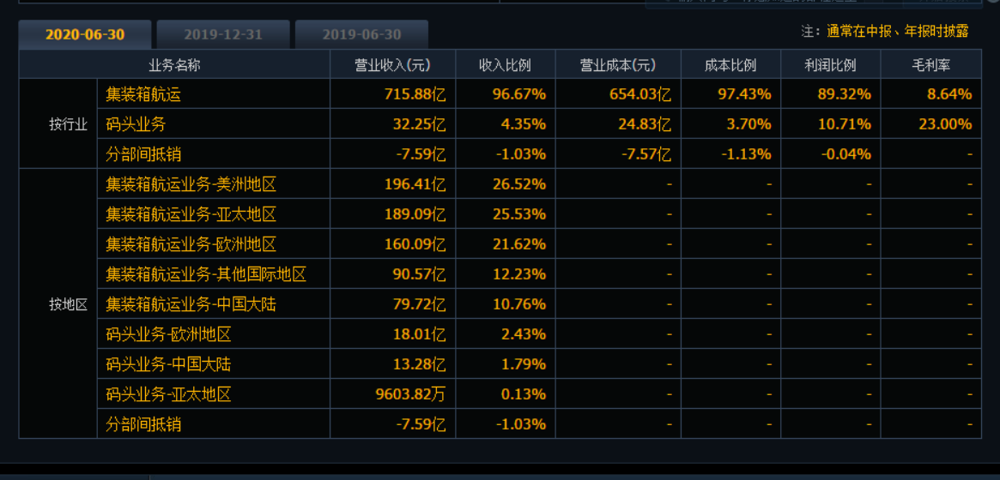 2020-06-30 2019-12-31 2019-06-30 注：通常在中报、年报时披露
业务名称 营业收入(元) 收入比例 营业成本(元) 成本比例 利润比例 毛利率
集装箱航运 715.88亿 96.67% 654.03亿 97.43% 89.32% 8.64%
按行业 码头业务 32.25亿 4.35% 24.83亿 3.70% 10.71% 23.00%
分部间抵销 -7.59亿 -1.03% -7.57亿 -1.13% -0.04% -
集装箱航运业务-美洲地区 196.41亿 26.52% - - - -
集装箱航运业务-亚太地区 189.09亿 25.53% - - - -
集装箱航运业务-欧洲地区 160.09亿 21.62% - - - -
集装箱航运业务-其他国际地区 90.57亿 12.23% - - - -
按地区 集装箱航运业务-中国大陆 79.72亿 10.76% - - - -
码头业务-欧洲地区 18.01亿 2.43% - - - -
码头业务-中国大陆 13.28亿 1.79% - - - -
码头业务-亚太地区 9603.82万 0.13% - - - -
分部间抵销 -7.59亿 -1.03% - - - -